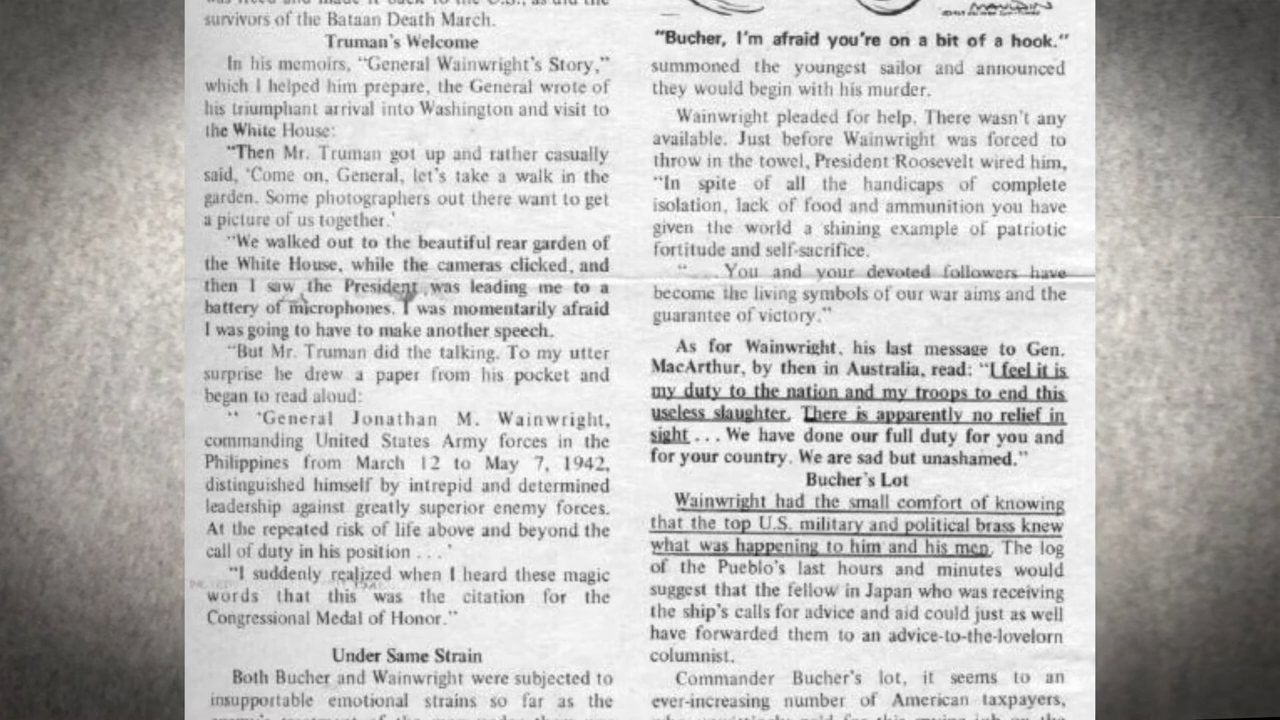 survivors of the Bataan Death March.
Truman's Welcome
In his memoirs, "General Wainwright's Story,"
which I helped him prepare, the General wrote of
his triumphant arrival into Washington and visit to
the White House:
"Then Mr. Truman got up and rather casually
said, 'Come on, General, let's take a walk in the
garden. Some photographers out there want to get
a picture of us together.'
"We walked out to the beautiful rear garden of
the White House, while the cameras clicked, and
then I saw the President was leading me to a
battery of microphones. I was momentarily afraid
I was going to have to make another speech.
"But Mr. Truman did the talking. To my utter
surprise he drew a paper from his pocket and
began to read aloud:
" 'General Jonathan M. Wainwright,
commanding United States Army forces in the
Philippines from March 12 to May 7, 1942,
distinguished himself by intrepid and determined
leadership against greatly superior enemy forces.
At the repeated risk of life above and beyond the
call of duty in his position . . . '
"I suddenly realized when I heard these magic
words that this was the citation for the
Congressional Medal of Honor."
Under Same Strain
Both Bucher and Wainwright were subjected to
insupportable emotional strains so far as the
MAULDIN
"Bucher, I'm afraid you're on a bit of a hook."
summoned the youngest sailor and announced
they would begin with his murder.
Wainwright pleaded for help. There wasn't any
available. Just before Wainwright was forced to
throw in the towel, President Roosevelt wired him,
"In spite of all the handicaps of complete
isolation, lack of food and ammunition you have
given the world a shining example of patriotic
fortitude and self-sacrifice.
" . . . You and your devoted followers have
become the living symbols of our war aims and the
guarantee of victory."
As for Wainwright, his last message to Gen.
MacArthur, by then in Australia, read: "I feel it is
my duty to the nation and my troops to end this
useless slaughter. There is apparently no relief in
sight . . . We have done our full duty for you and
for your country. We are sad but unashamed."
Bucher's Lot
Wainwright had the small comfort of knowing
that the top U.S. military and political brass knew
what was happening to him and his men. The log
of the Pueblo's last hours and minutes would
suggest that the fellow in Japan who was receiving
the ship's calls for advice and aid could just as well
have forwarded them to an advice-to-the-lovelorn
columnist.
Commander Bucher's lot, it seems to an
ever-increasing number of American taxpayers,